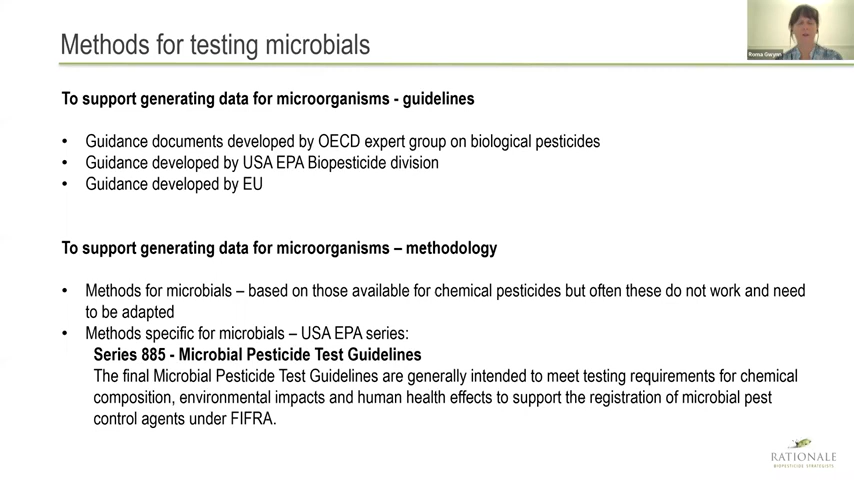 Methods for testing microbials
Roma Gwynn
To support generating data for microorganisms - guidelines
• Guidance documents developed by OECD expert group on biological pesticides
• Guidance developed by USA EPA Biopesticide division
• Guidance developed by EU
To support generating data for microorganisms – methodology
• Methods for microbials – based on those available for chemical pesticides but often these do not work and need
to be adapted
• Methods specific for microbials – USA EPA series:
Series 885 - Microbial Pesticide Test Guidelines
The final Microbial Pesticide Test Guidelines are generally intended to meet testing requirements for chemical
composition, environmental impacts and human health effects to support the registration of microbial pest
control agents under FIFRA.
RATIONALE
BIOPESTICIDE STRATEGISTS